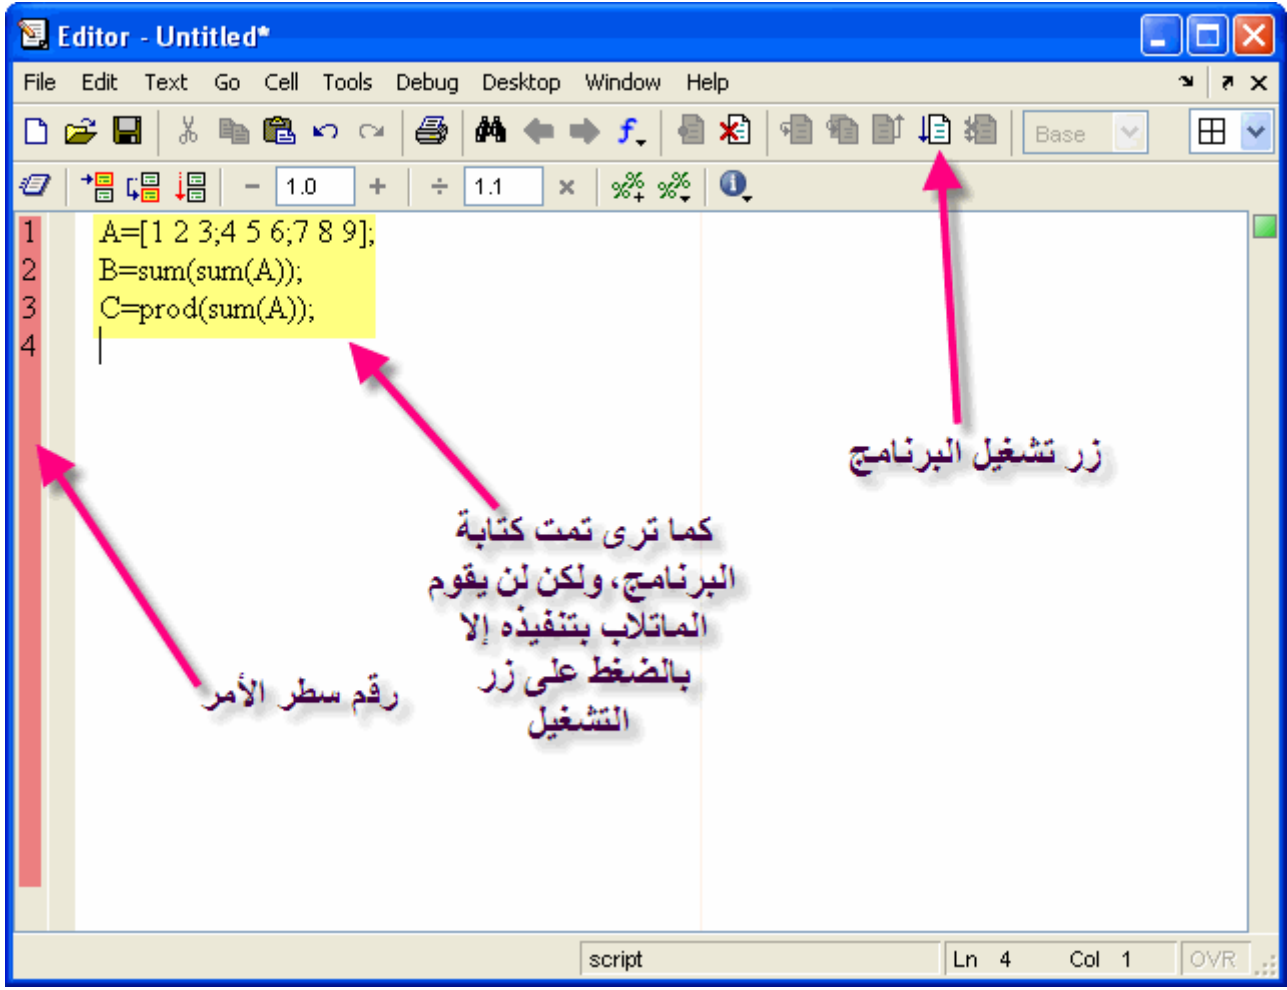 Editor - Untitled*
File Edit Text Go Cell Tools Debug Desktop Window Help
Base
1.0
1.1
1 A=[1 2 3;4 5 6;7 8 9];
2 B=sum(sum(A));
3 C=prod(sum(A));
4
زر تشغيل البرنامج
كما ترى تمت كتابة
البرنامج، ولكن لن يقوم
الماتلاب بتنفيذه إلا
بالضغط على زر
التشغيل
رقم سطر الأمر
script Ln 4 Col 1 OVR